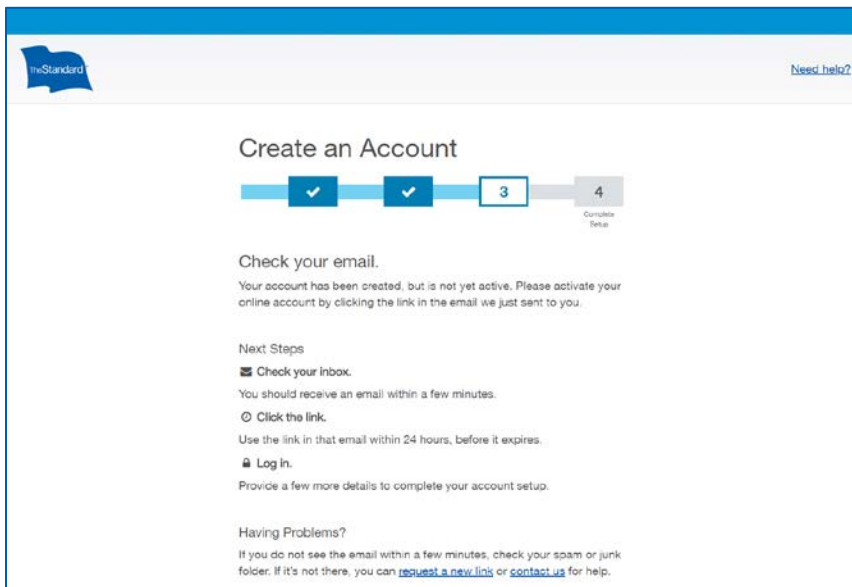 TheStandard
Need help?
Create an Account
3
4
Complete
Setup
Check your email.
Your account has been created, but is not yet active. Please activate your
online account by clicking the link in the email we just sent to you.
Next Steps
Check your inbox.
You should receive an email within a few minutes.
Click the link.
Use the link in that email within 24 hours, before it expires.
Log in.
Provide a few more details to complete your account setup.
Having Problems?
If you do not see the email within a few minutes, check your spam or junk
folder. If it's not there, you can request a new link or contact us for help.